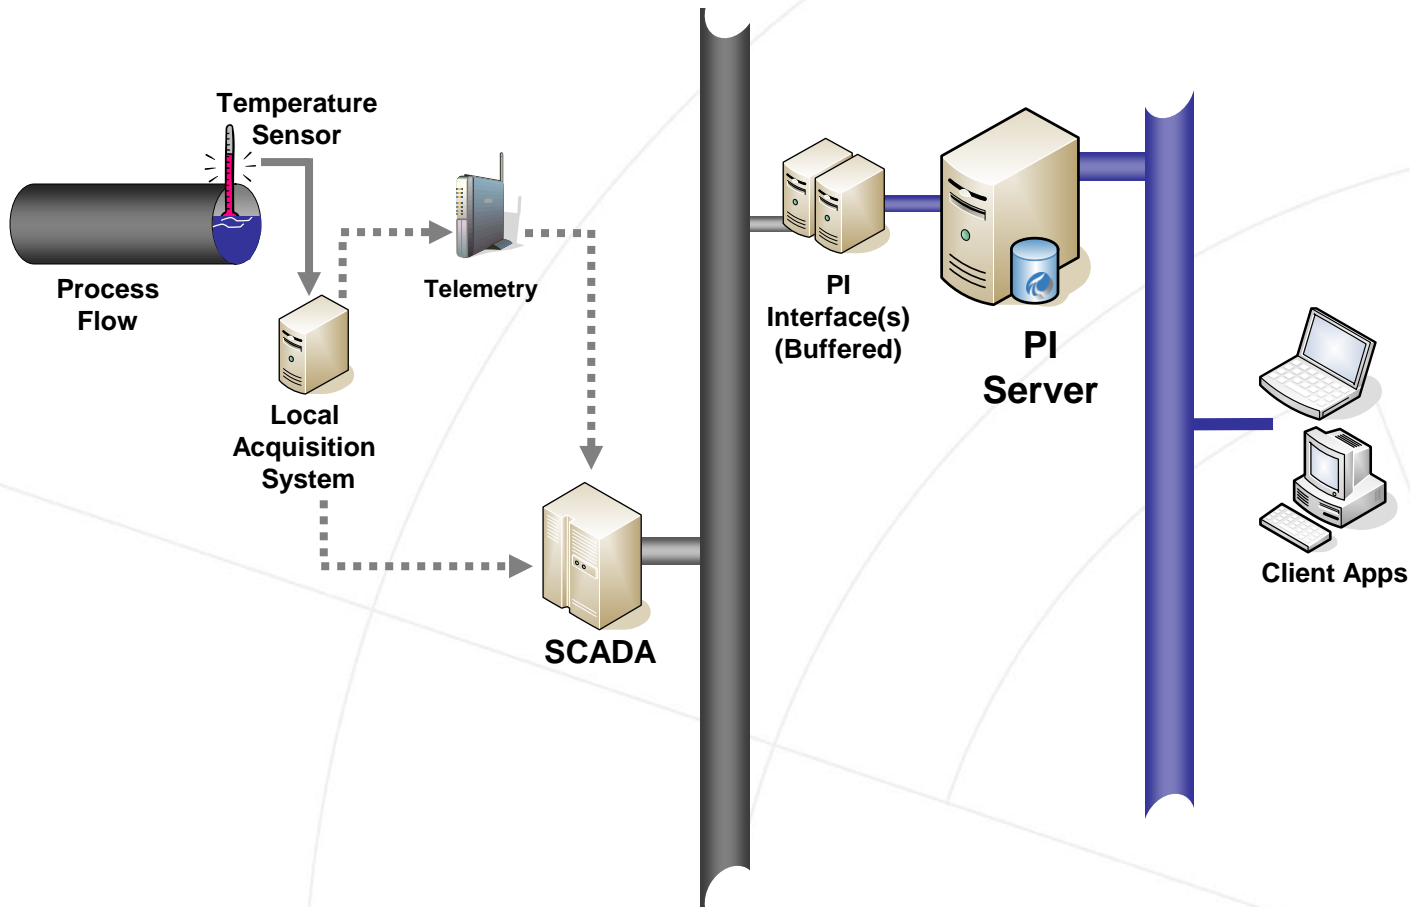 Temperature
Sensor
Process
Flow
Telemetry
Local
Acquisition
System
SCADA
PI
Interface(s)
(Buffered)
PI
Server
Client Apps